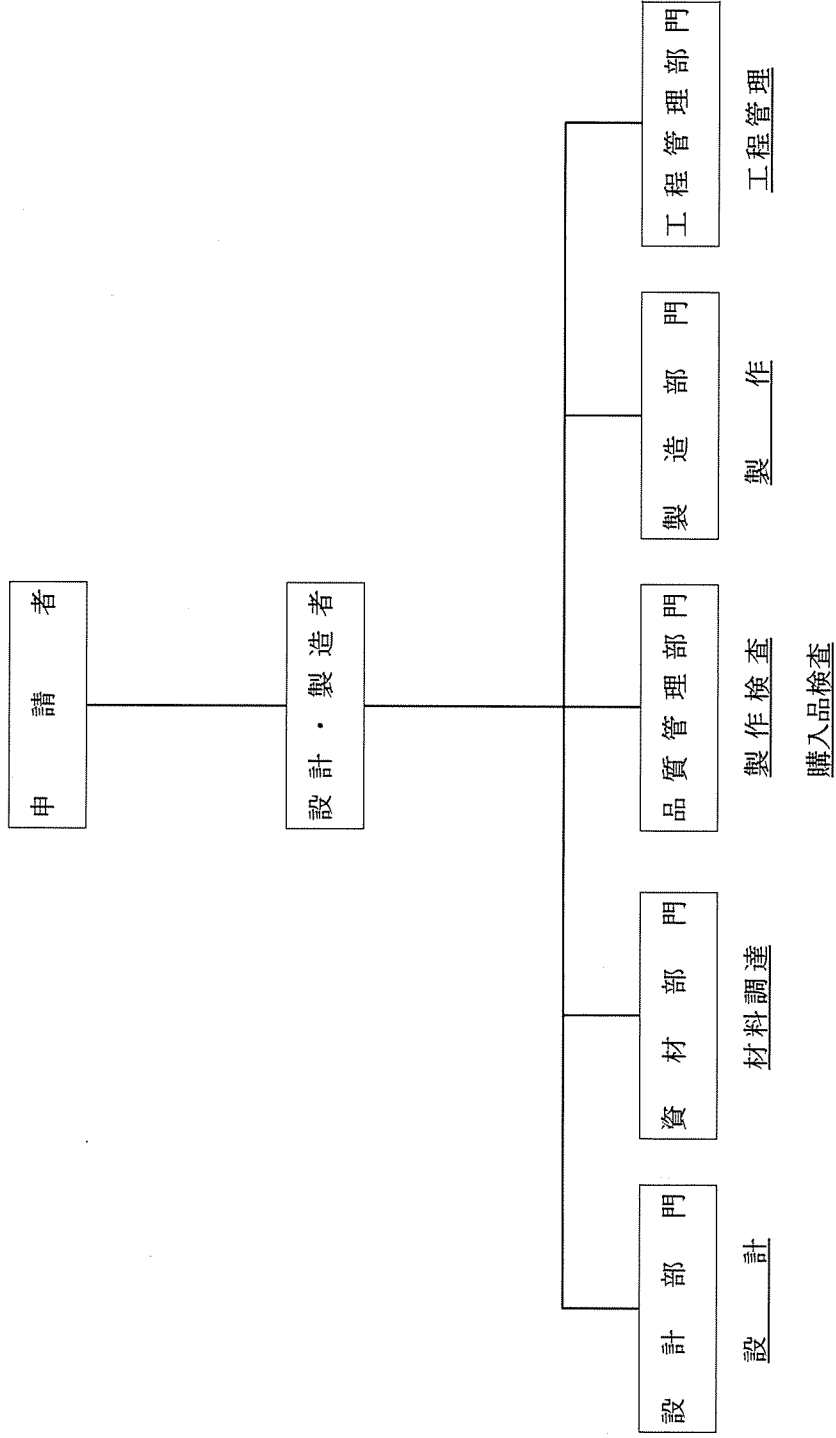 申請者
設計・製造者
設計部門
資材部門
品質管理部門
製造部門
工程管理部門
設計
材料調達
製作検査
製作
工程管理
購入品検査